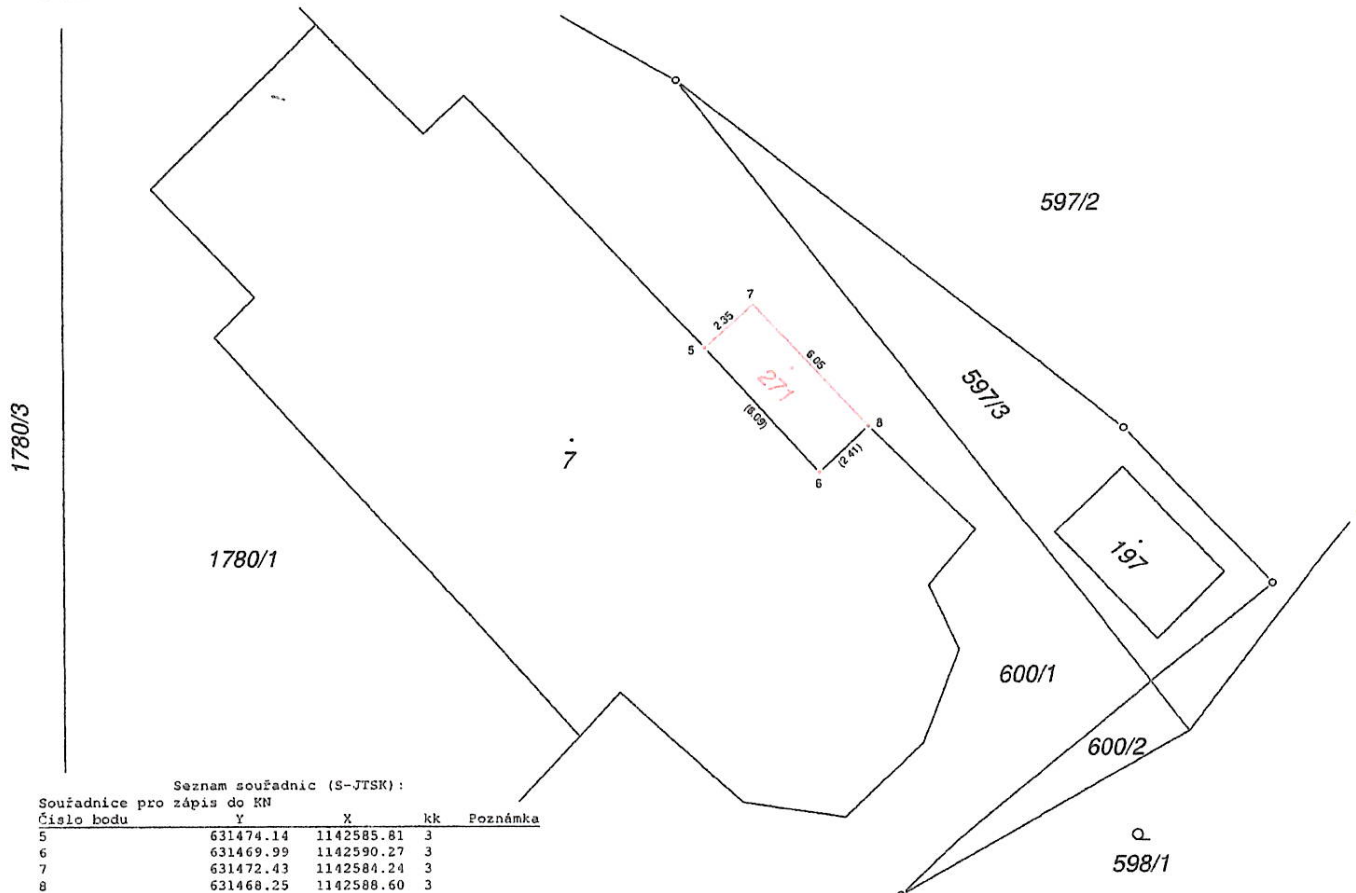 597/2
7
2.35
5
6.05
271
597/3
1780/3
(6.09)
8
(2.41)
7
6
197
1780/1
600/1
600/2
598/1
Seznam souřadnic (S-JTSK):
Souřadnice pro zápis do KN
Číslo bodu Y X kk Poznámka
5 631474.14 1142585.81 3
6 631469.99 1142590.27 3
7 631472.43 1142584.24 3
8 631468.25 1142588.60 3